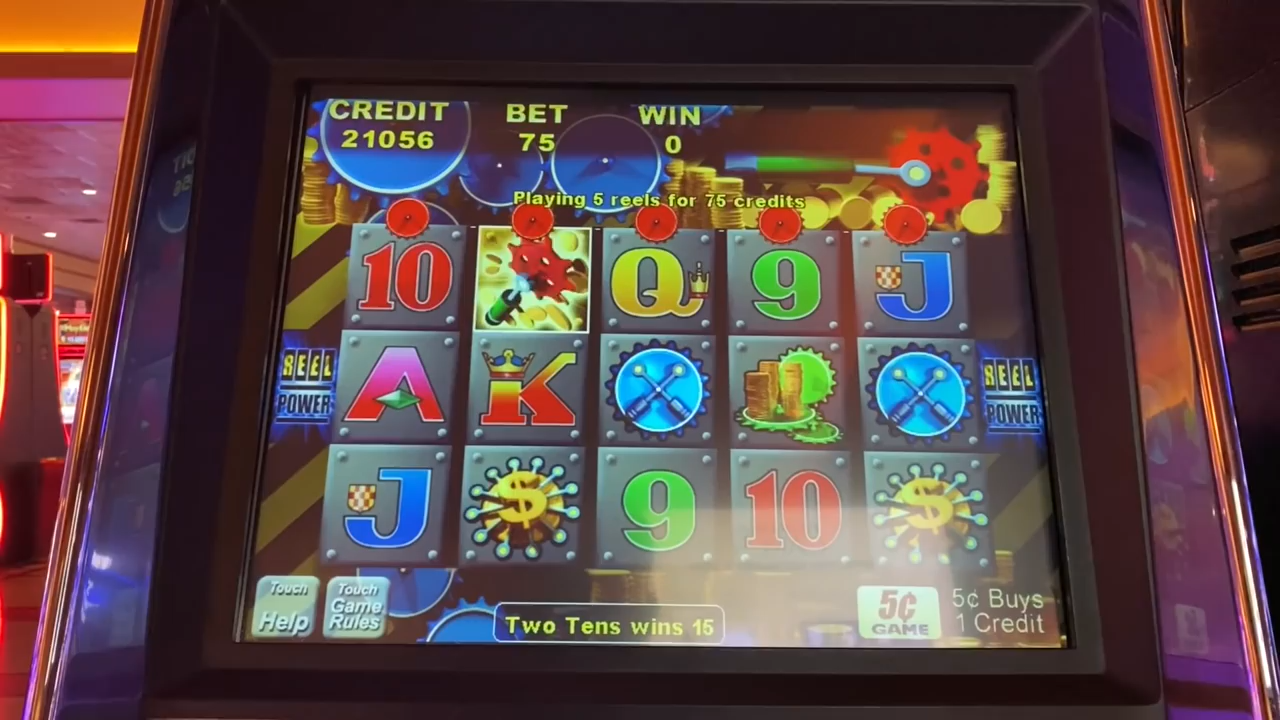 CREDIT BET WIN
21056 75 0
Playing 5 reels for 75 credits
10 Q 9 J
A K
J $ 9 10 $
REEL POWER
REEL POWER
Touch Help
Touch Game Rules
Two Tens wins 15
5¢ GAME
5¢ Buys
1 Credit